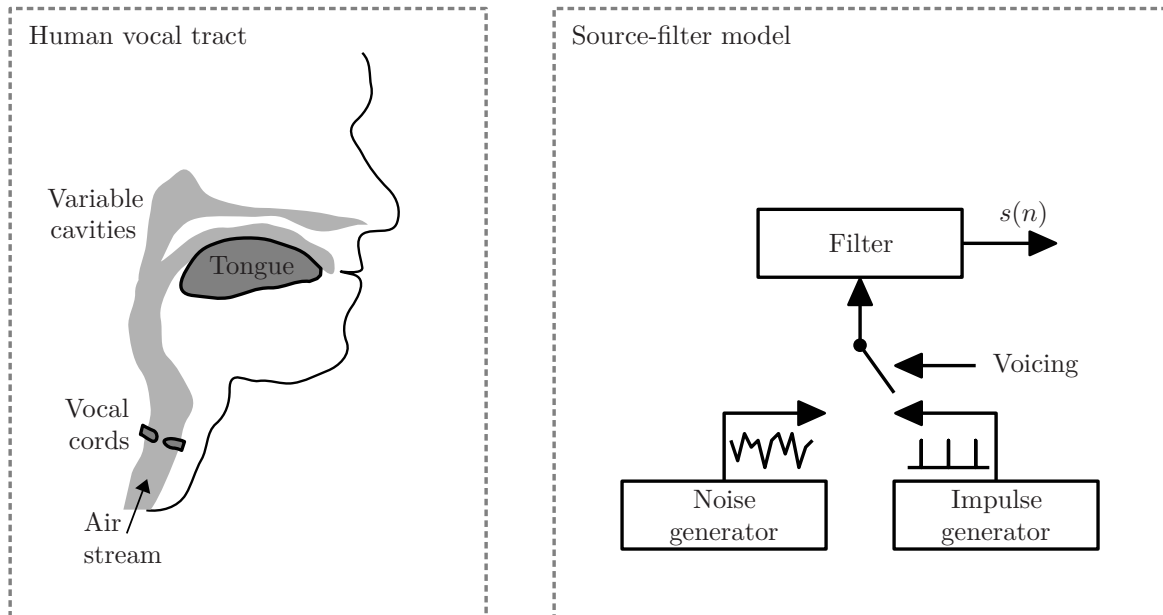 Human vocal tract
Variable
cavities
Tongue
Vocal
cords
Air
stream
Source-filter model
s(n)
Filter
Voicing
Noise
generator
Impulse
generator